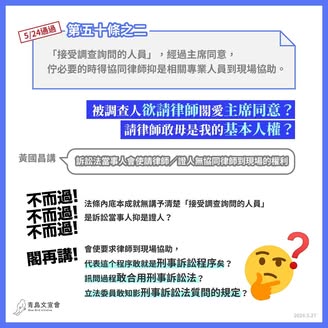 5/24通過
第五十條之二
「接受調查詢問的人員」，經過主席同意，
佇必要的時得協同律師抑是相關專業人員到現場協助。
被調查人欲請律師閣愛主席同意？
請律師敢毋是我的基本人權？
黃國昌講
訴訟法當事人會使請律師／證人無協同律師到現場的權利
不而過！
不而過！
不而過！
法條內底本成就無講予清楚「接受調查詢問的人員」
是訴訟當事人抑是證人？
閣再講！
會使要求律師到現場協助，
代表這个程序敢就是刑事訴訟程序矣？
訊問過程敢合用刑事訴訟法？
立法委員敢知影刑事訴訟法質問的規定？
青鳥文宣會
2024.5.27